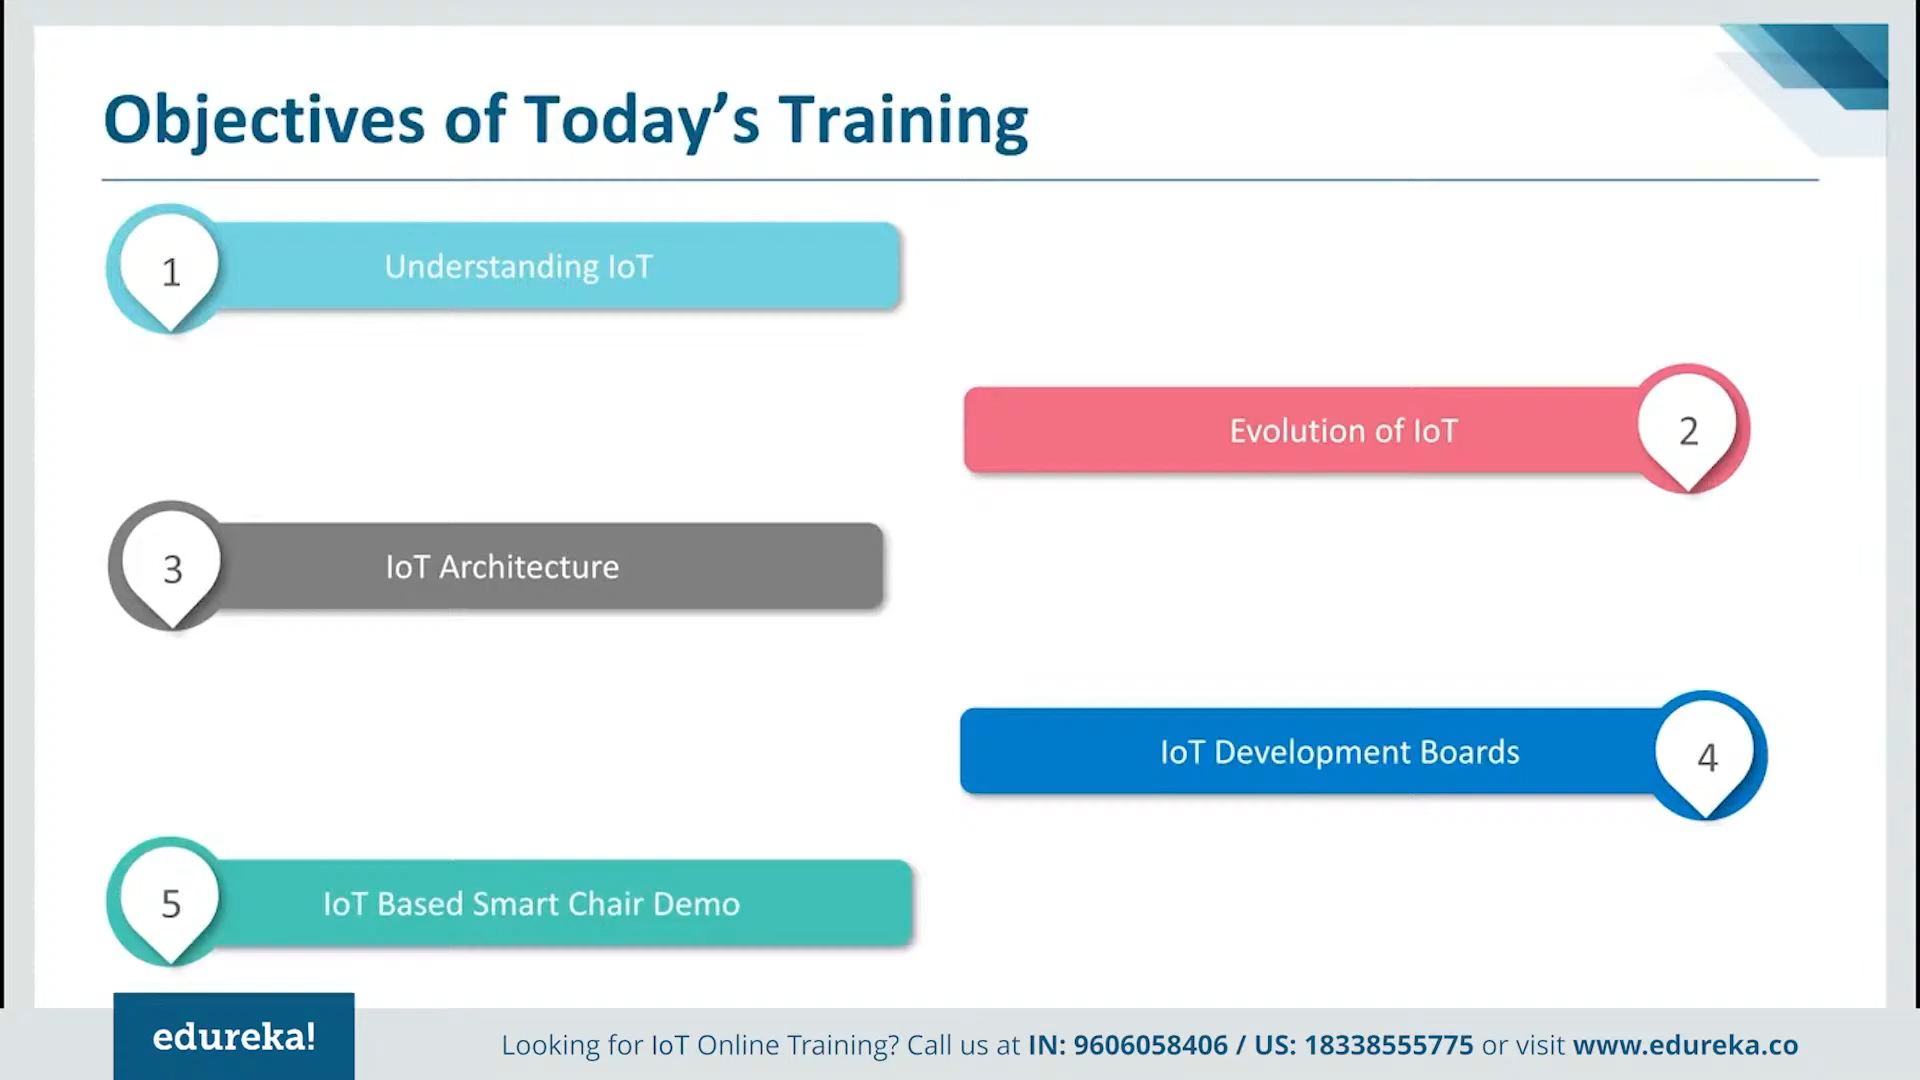 Objectives of Today’s Training
1
Understanding IoT
Evolution of IoT
2
3
IoT Architecture
IoT Development Boards
4
5
IoT Based Smart Chair Demo
edureka!
Looking for IoT Online Training? Call us at IN: 9606058406 / US: 18338555775 or visit www.edureka.co